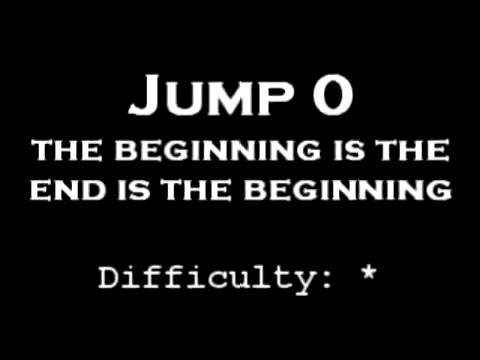 JUMP 0
THE BEGINNING IS THE
END IS THE BEGINNING
Difficulty: *